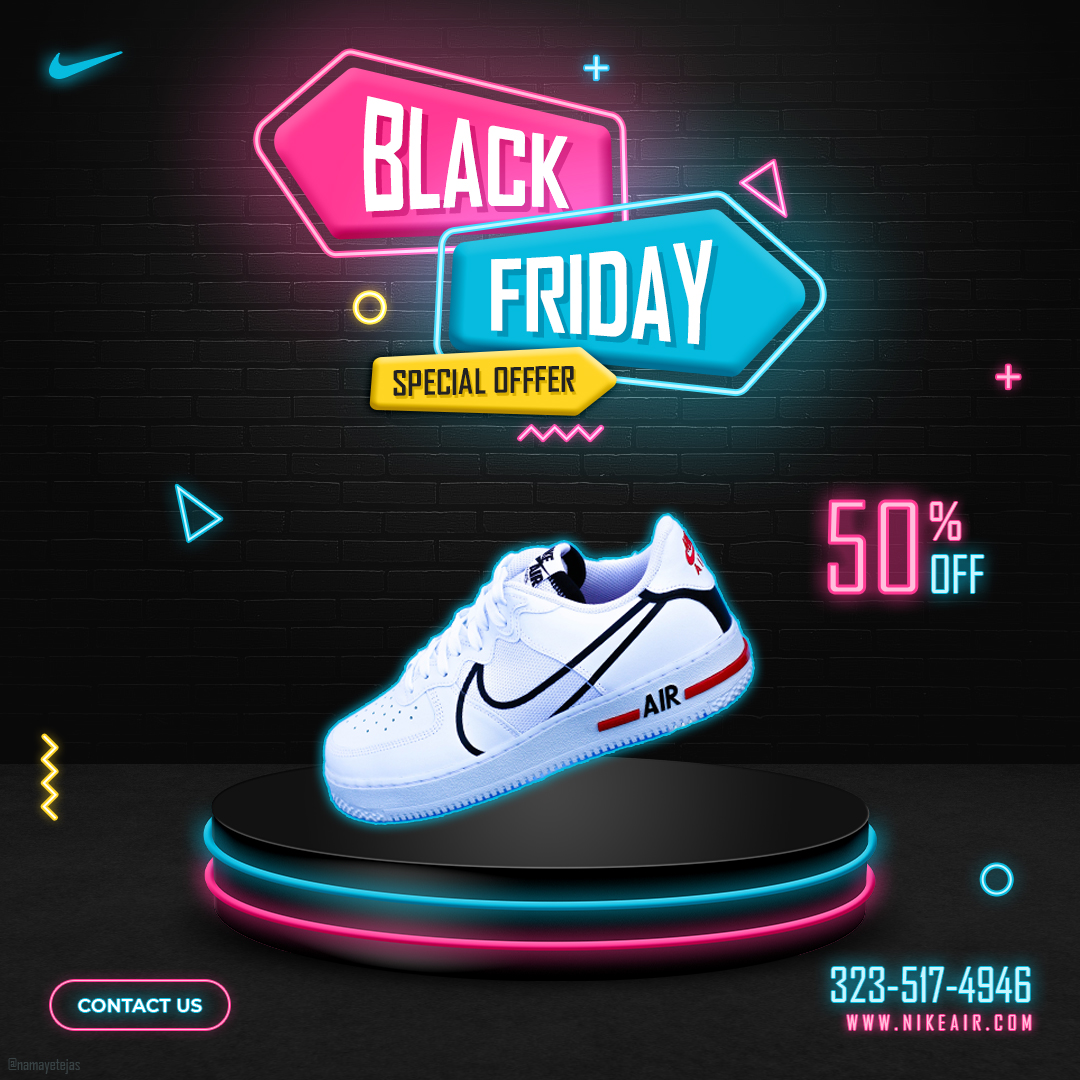 BLACK
FRIDAY
SPECIAL OFFFER
50%
OFF
AIR
CONTACT US
323-517-4946
WWW.NIKEAIR.COM
@namayetejas